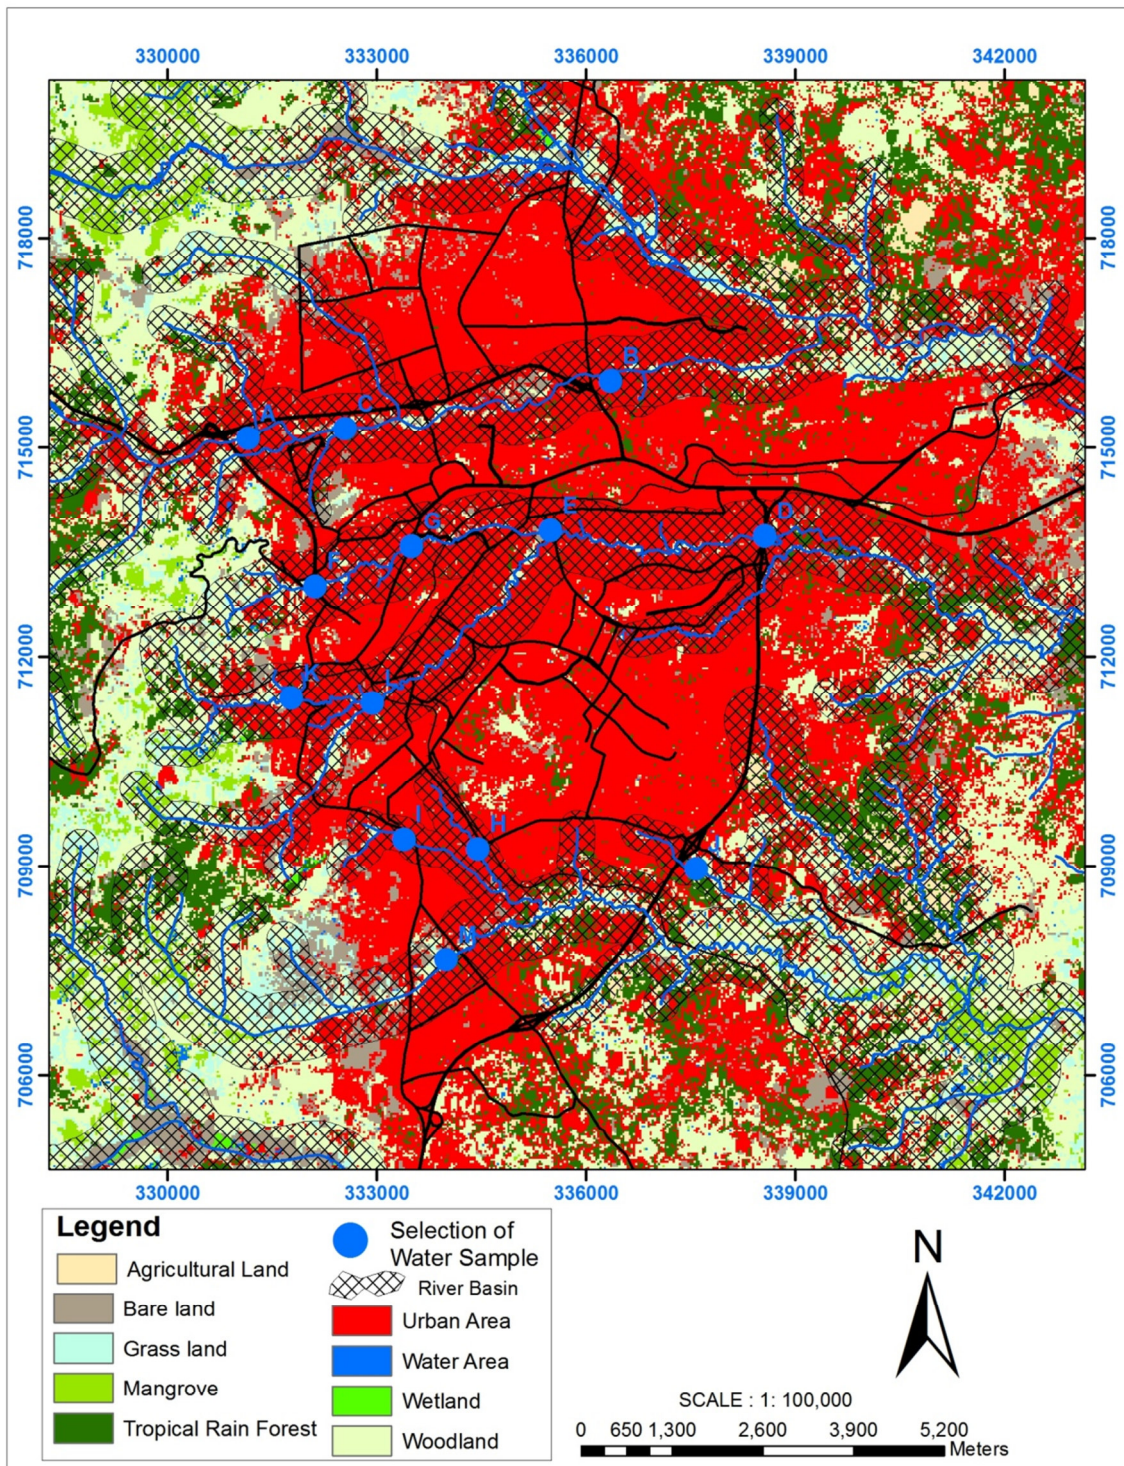 330000 333000 336000 339000 342000
718000 718000
B
A C
715000 715000
G E D
F
712000 712000
K L
I H J
709000 709000
M
706000 706000
330000 333000 336000 339000 342000
Legend
Agricultural Land
Bare land
Grass land
Mangrove
Tropical Rain Forest
Selection of
Water Sample
River Basin
Urban Area
Water Area
Wetland
Woodland
N
SCALE : 1: 100,000
0 650 1,300 2,600 3,900 5,200
Meters